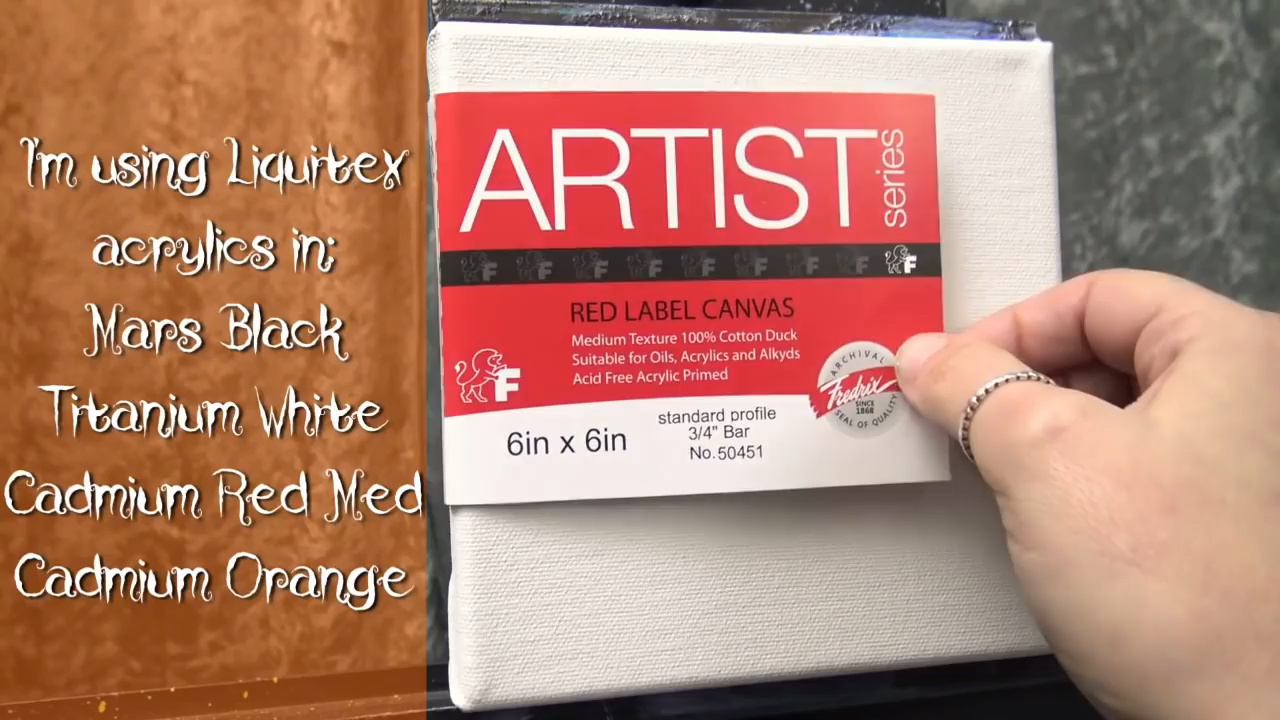 I'm using Liquitex
acrylics in:
Mars Black
Titanium White
Cadmium Red Med
Cadmium Orange
ARTIST
series
F
RED LABEL CANVAS
Medium Texture 100% Cotton Duck
Suitable for Oils, Acrylics and Alkyds
Acid Free Acrylic Primed
F
ARCHIVAL
Fredrix
SINCE
1868
SEAL OF QUALITY
6in x 6in
standard profile
3/4" Bar
No. 50451